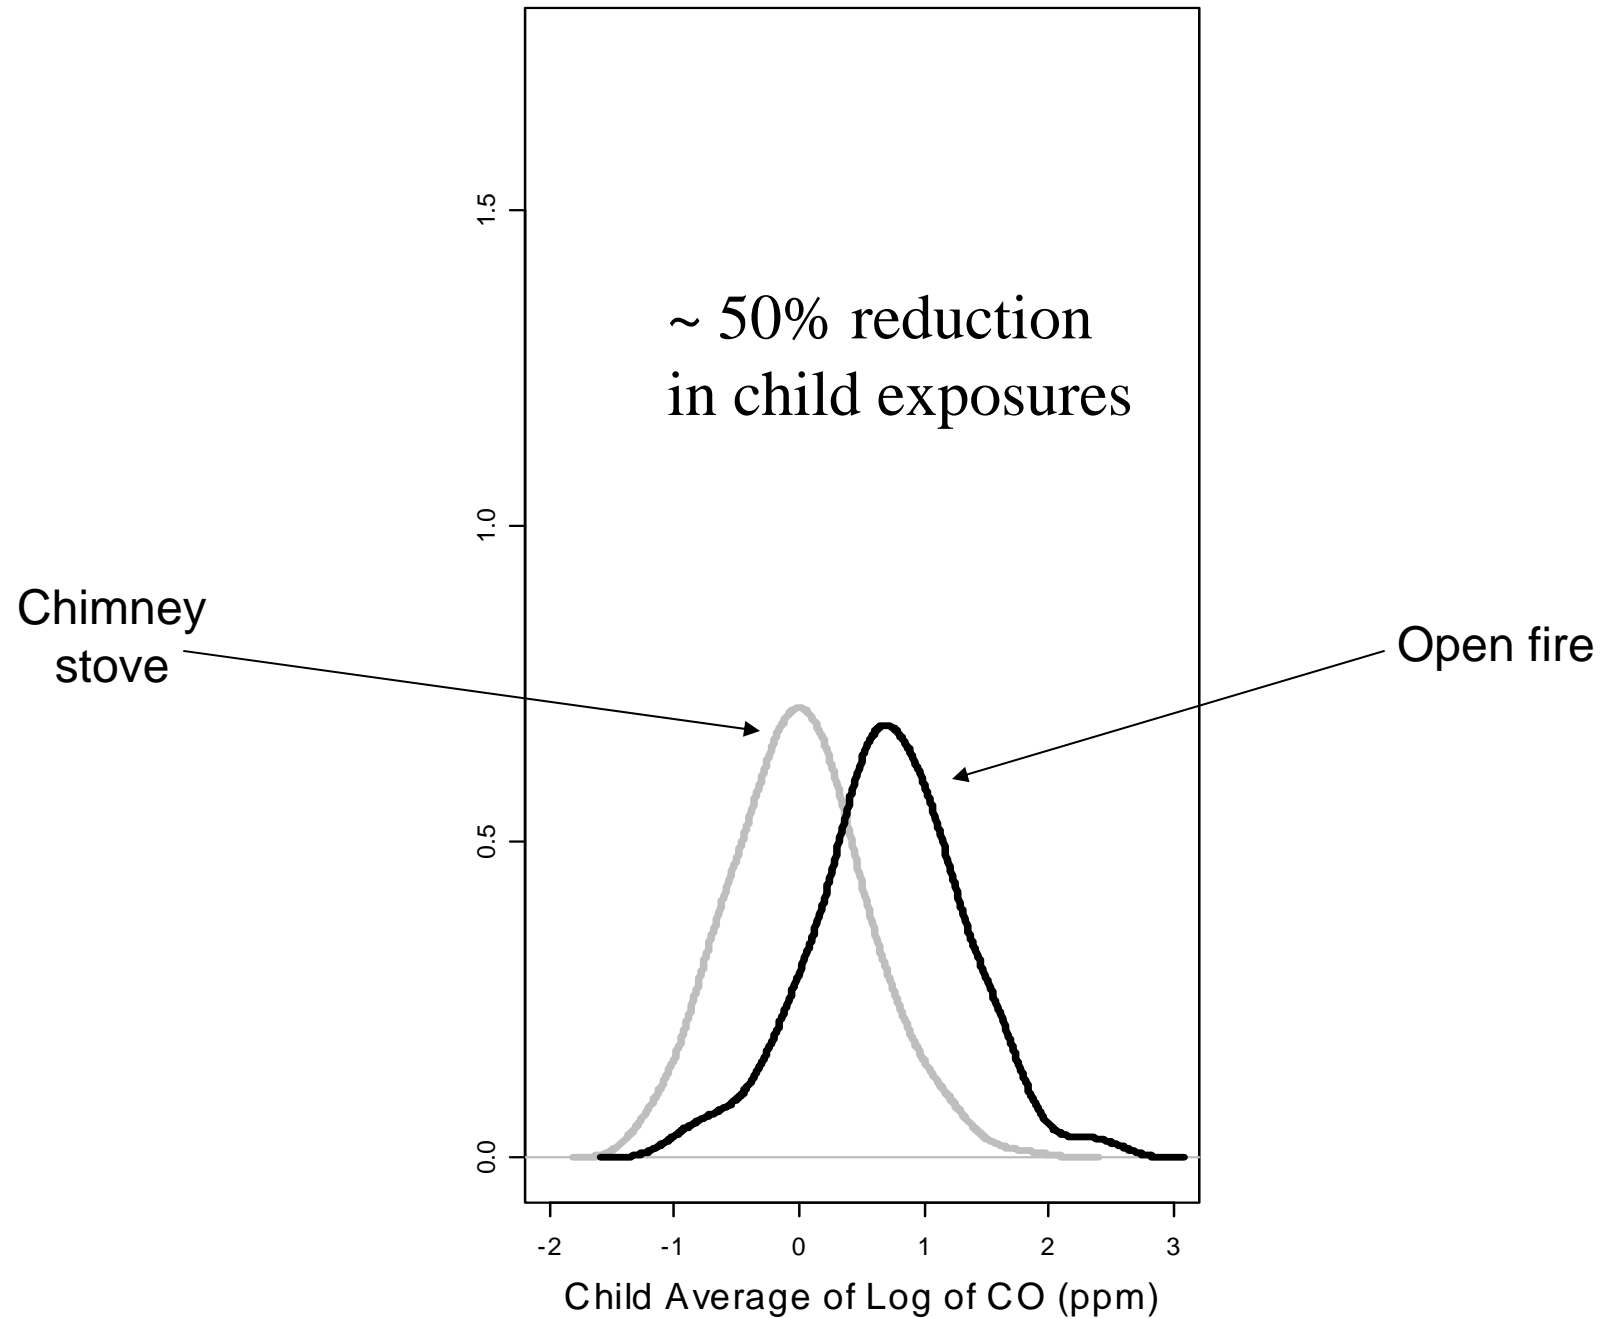 1.5
~ 50% reduction
in child exposures
1.0
Chimney
stove
Open fire
0.5
0.0
-2 -1 0 1 2 3
Child Average of Log of CO (ppm)